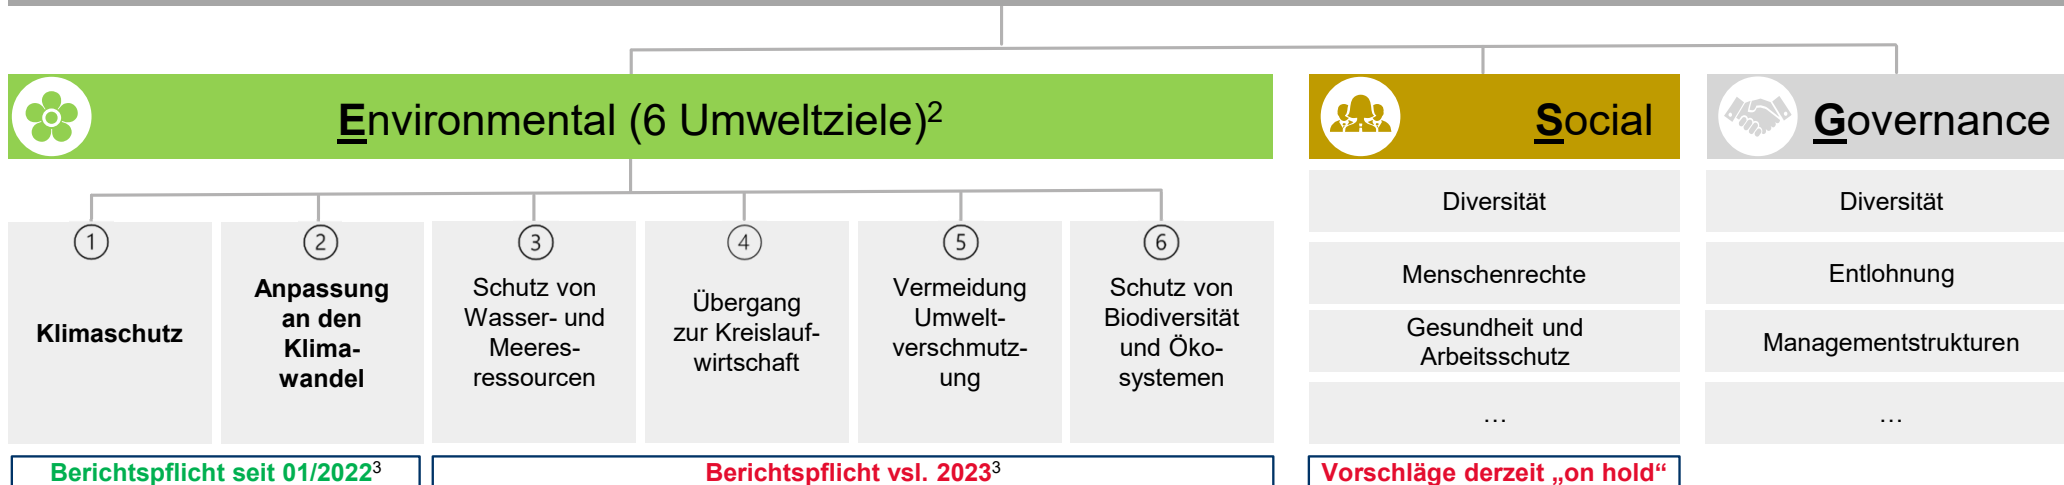 Environmental (6 Umweltziele)2
Social
Governance
1
Klimaschutz
2
Anpassung
an den
Klima-
wandel
3
Schutz von
Wasser- und
Meeres-
ressourcen
4
Übergang
zur Kreislauf-
wirtschaft
5
Vermeidung
Umwelt-
verschmutz-
ung
6
Schutz von
Biodiversität
und Öko-
systemen
Diversität
Menschenrechte
Gesundheit und
Arbeitsschutz
…
Diversität
Entlohnung
Managementstrukturen
…
Berichtspflicht seit 01/20223
Berichtspflicht vsl. 20233
Vorschläge derzeit „on hold“